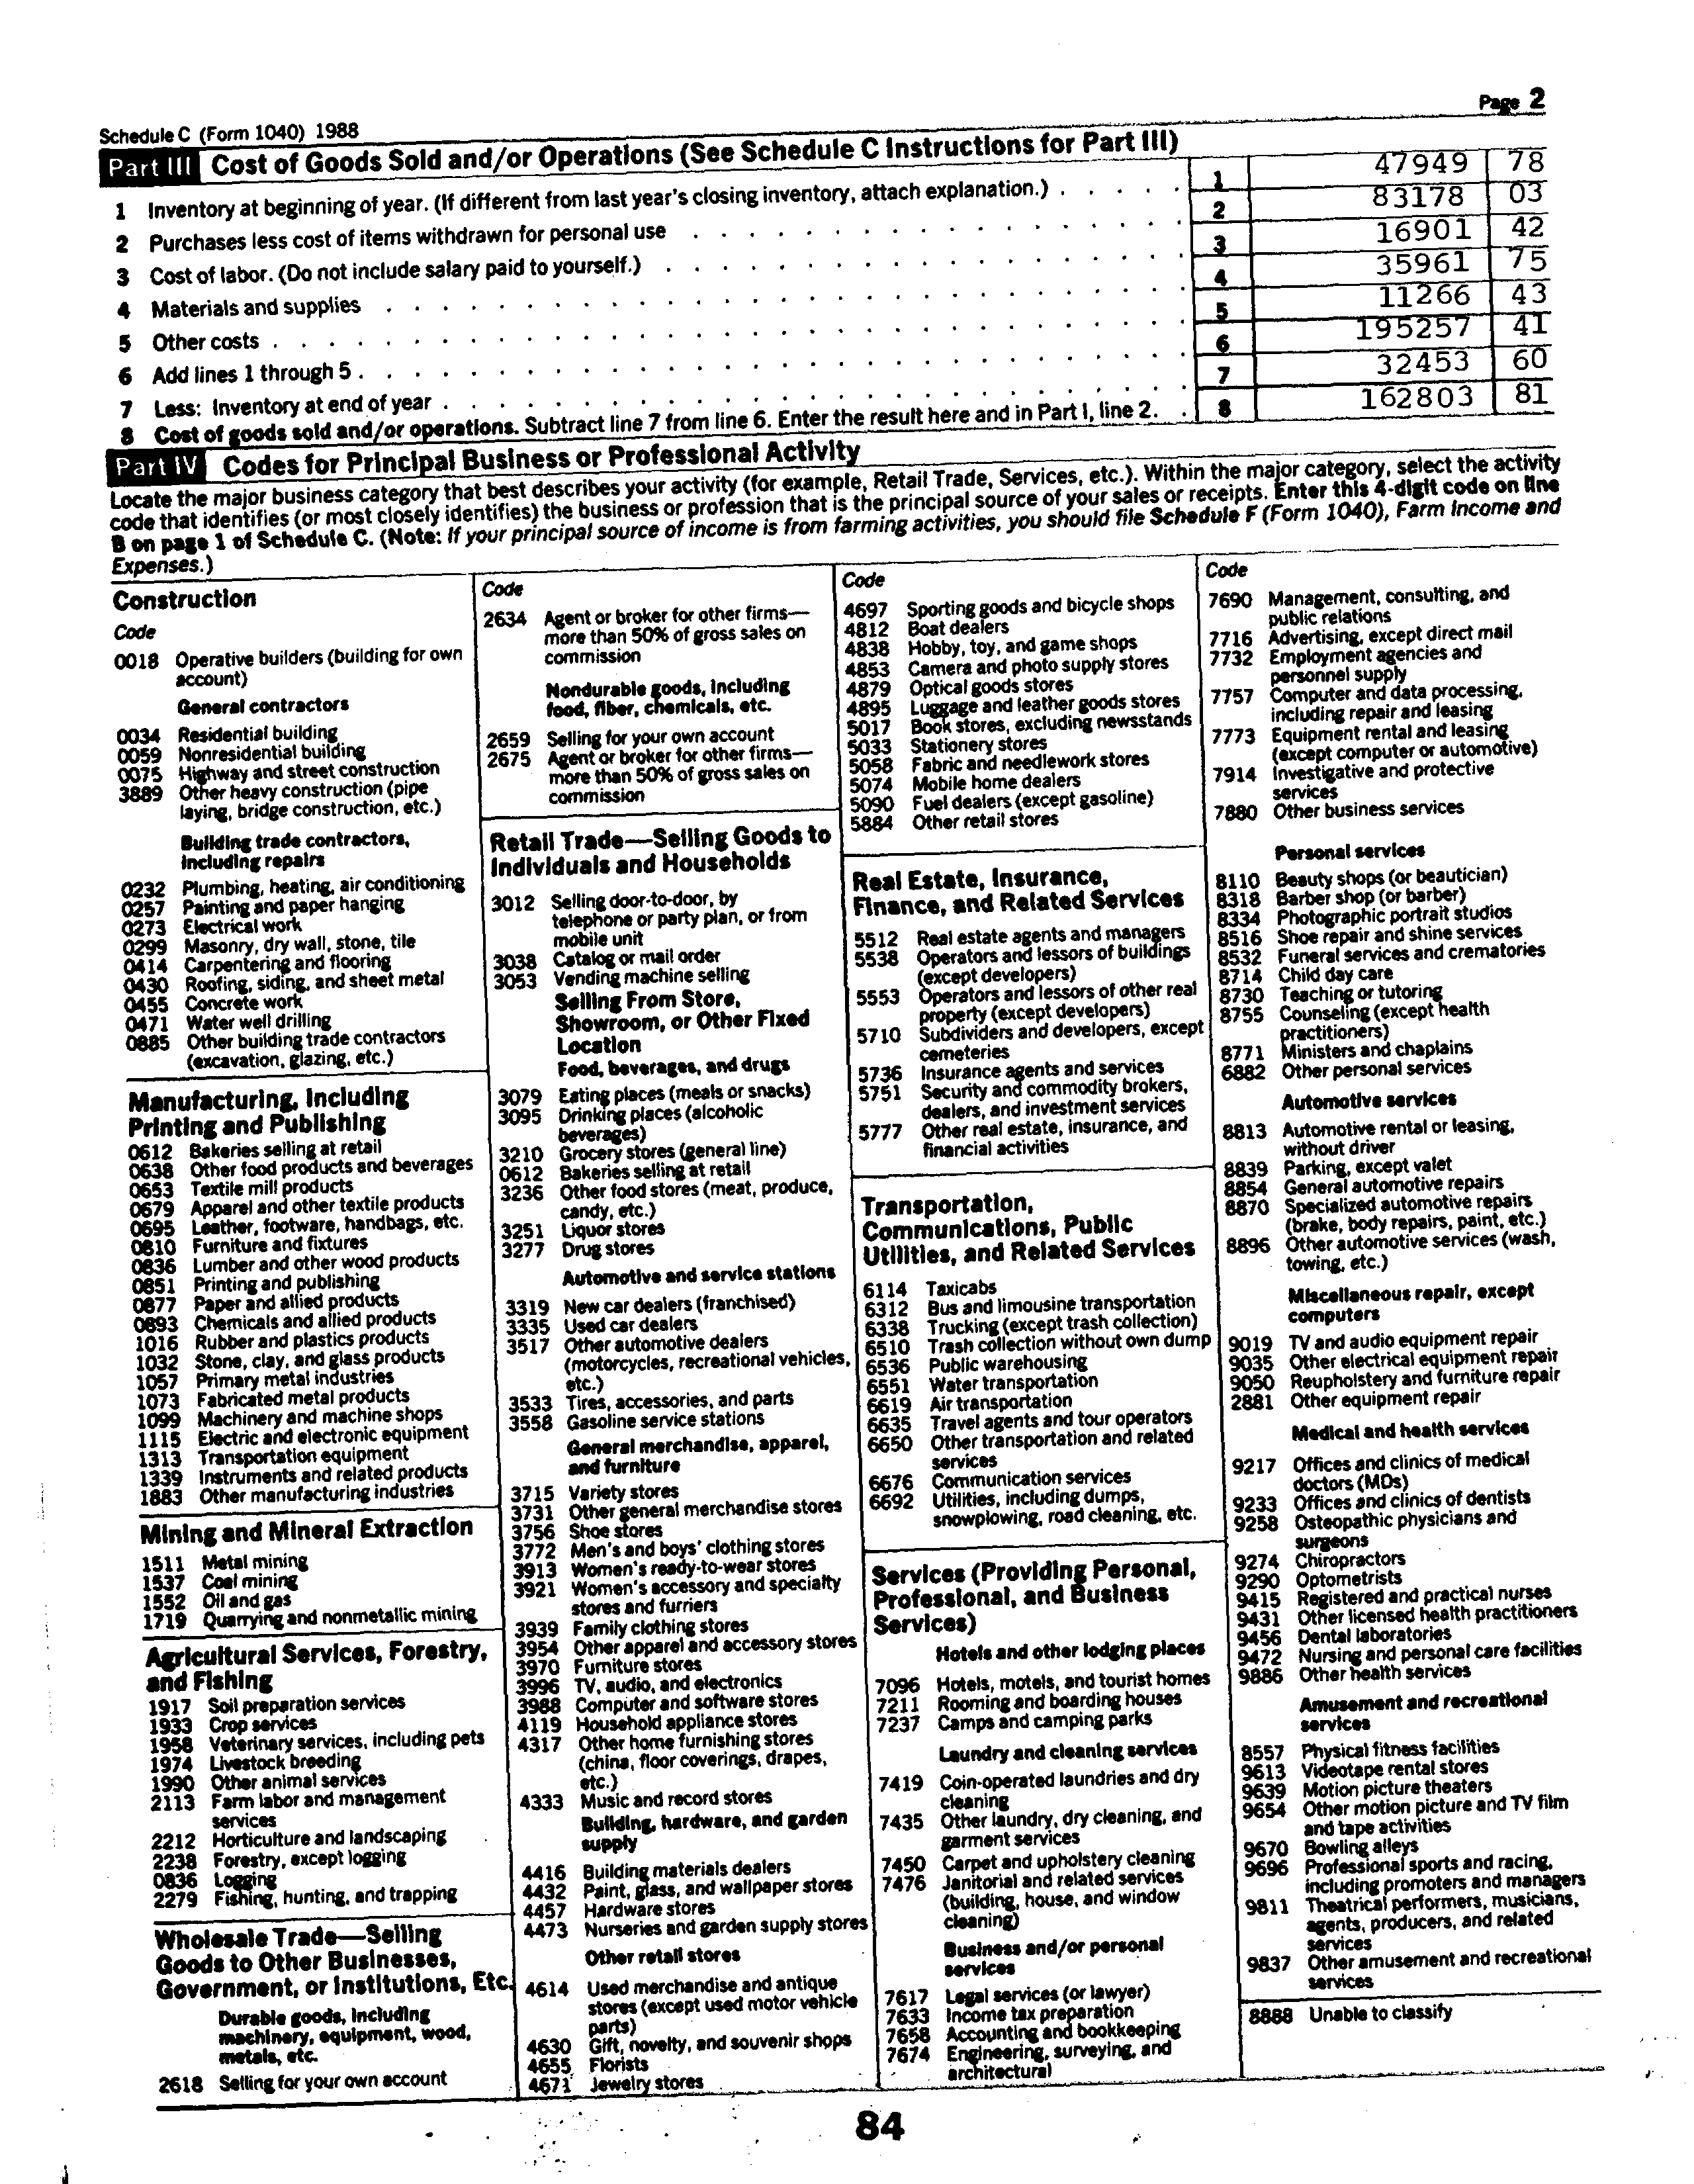 Schedule C (Form 1040) 1988
Page 2
Part III Cost of Goods Sold and/or Operations (See Schedule C Instructions for Part III)
1 Inventory at beginning of year. (If different from last year's closing inventory, attach explanation.) . . . . . 1 47949 78
2 Purchases less cost of items withdrawn for personal use . . . . . 2 83178 03
3 Cost of labor. (Do not include salary paid to yourself.) . . . . . 3 16901 42
4 Materials and supplies . . . . . 4 35961 75
5 Other costs . . . . . 5 11266 43
6 Add lines 1 through 5 . . . . . 6 195257 41
7 Less: Inventory at end of year . . . . . 7 32453 60
8 Cost of goods sold and/or operations. Subtract line 7 from line 6. Enter the result here and in Part I, line 2. . 8 162803 81
Part IV Codes for Principal Business or Professional Activity
Locate the major business category that best describes your activity (for example, Retail Trade, Services, etc.). Within the major category, select the activity
code that identifies (or most closely identifies) the business or profession that is the principal source of your sales or receipts. Enter this 4-digit code on line
B on page 1 of Schedule C. (Note: If your principal source of income is from farming activities, you should file Schedule F (Form 1040), Farm Income and
Expenses.)
Construction
Code
0018 Operative builders (building for own
account)
General contractors
0034 Residential building
0059 Nonresidential building
0075 Highway and street construction
3889 Other heavy construction (pipe
laying, bridge construction, etc.)
Building trade contractors,
including repairs
0232 Plumbing, heating, air conditioning
0257 Painting and paper hanging
0273 Electrical work
0299 Masonry, dry wall, stone, tile
0414 Carpentering and flooring
0430 Roofing, siding, and sheet metal
0455 Concrete work
0471 Water well drilling
0885 Other building trade contractors
(excavation, glazing, etc.)
Manufacturing, Including
Printing and Publishing
0612 Bakeries selling at retail
0638 Other food products and beverages
0653 Textile mill products
0679 Apparel and other textile products
0695 Leather, footware, handbags, etc.
0810 Furniture and fixtures
0836 Lumber and other wood products
0851 Printing and publishing
0877 Paper and allied products
0893 Chemicals and allied products
1016 Rubber and plastics products
1032 Stone, clay, and glass products
1057 Primary metal industries
1073 Fabricated metal products
1099 Machinery and machine shops
1115 Electric and electronic equipment
1313 Transportation equipment
1339 Instruments and related products
1883 Other manufacturing industries
Mining and Mineral Extraction
1511 Metal mining
1537 Coal mining
1552 Oil and gas
1719 Quarrying and nonmetallic mining
Agricultural Services, Forestry,
and Fishing
1917 Soil preparation services
1933 Crop services
1958 Veterinary services, including pets
1974 Livestock breeding
1990 Other animal services
2113 Farm labor and management
services
2212 Horticulture and landscaping
2238 Forestry, except logging
0836 Logging
2279 Fishing, hunting, and trapping
Wholesale Trade—Selling
Goods to Other Businesses,
Government, or Institutions, Etc.
Durable goods, including
machinery, equipment, wood,
metals, etc.
2618 Selling for your own account
Code
2634 Agent or broker for other firms—
more than 50% of gross sales on
commission
Nondurable goods, including
food, fiber, chemicals, etc.
2659 Selling for your own account
2675 Agent or broker for other firms—
more than 50% of gross sales on
commission
Retail Trade—Selling Goods to
Individuals and Households
3012 Selling door-to-door, by
telephone or party plan, or from
mobile unit
3038 Catalog or mail order
3053 Vending machine selling
Selling From Store,
Showroom, or Other Fixed
Location
Food, beverages, and drugs
3079 Eating places (meals or snacks)
3095 Drinking places (alcoholic
beverages)
3210 Grocery stores (general line)
0612 Bakeries selling at retail
3236 Other food stores (meat, produce,
candy, etc.)
3251 Liquor stores
3277 Drug stores
Automotive and service stations
3319 New car dealers (franchised)
3335 Used car dealers
3517 Other automotive dealers
(motorcycles, recreational vehicles,
etc.)
3533 Tires, accessories, and parts
3558 Gasoline service stations
General merchandise, apparel,
and furniture
3715 Variety stores
3731 Other general merchandise stores
3756 Shoe stores
3772 Men's and boys' clothing stores
3913 Women's ready-to-wear stores
3921 Women's accessory and specialty
stores and furriers
3939 Family clothing stores
3954 Other apparel and accessory stores
3970 Furniture stores
3996 TV, audio, and electronics
3988 Computer and software stores
4119 Household appliance stores
4317 Other home furnishing stores
(china, floor coverings, drapes,
etc.)
4333 Music and record stores
Building, hardware, and garden
supply
4416 Building materials dealers
4432 Paint, glass, and wallpaper stores
4457 Hardware stores
4473 Nurseries and garden supply stores
Other retail stores
4614 Used merchandise and antique
stores (except used motor vehicle
parts)
4630 Gift, novelty, and souvenir shops
4655 Florists
4671 Jewelry stores
Code
4697 Sporting goods and bicycle shops
4812 Boat dealers
4838 Hobby, toy, and game shops
4853 Camera and photo supply stores
4879 Optical goods stores
4895 Luggage and leather goods stores
5017 Book stores, excluding newsstands
5033 Stationery stores
5058 Fabric and needlework stores
5074 Mobile home dealers
5090 Fuel dealers (except gasoline)
5884 Other retail stores
Real Estate, Insurance,
Finance, and Related Services
5512 Real estate agents and managers
5538 Operators and lessors of buildings
(except developers)
5553 Operators and lessors of other real
property (except developers)
5710 Subdividers and developers, except
cemeteries
5736 Insurance agents and services
5751 Security and commodity brokers,
dealers, and investment services
5777 Other real estate, insurance, and
financial activities
Transportation,
Communications, Public
Utilities, and Related Services
6114 Taxicabs
6312 Bus and limousine transportation
6338 Trucking (except trash collection)
6510 Trash collection without own dump
6536 Public warehousing
6551 Water transportation
6619 Air transportation
6635 Travel agents and tour operators
6650 Other transportation and related
services
6676 Communication services
6692 Utilities, including dumps,
snowplowing, road cleaning, etc.
Services (Providing Personal,
Professional, and Business
Services)
Hotels and other lodging places
7096 Hotels, motels, and tourist homes
7211 Rooming and boarding houses
7237 Camps and camping parks
Laundry and cleaning services
7419 Coin-operated laundries and dry
cleaning
7435 Other laundry, dry cleaning, and
garment services
7450 Carpet and upholstery cleaning
7476 Janitorial and related services
(building, house, and window
cleaning)
Business and/or personal
services
7617 Legal services (or lawyer)
7633 Income tax preparation
7658 Accounting and bookkeeping
7674 Engineering, surveying, and
architectural
Code
7690 Management, consulting, and
public relations
7716 Advertising, except direct mail
7732 Employment agencies and
personnel supply
7757 Computer and data processing,
including repair and leasing
7773 Equipment rental and leasing
(except computer or automotive)
7914 Investigative and protective
services
7880 Other business services
Personal services
8110 Beauty shops (or beautician)
8318 Barber shop (or barber)
8334 Photographic portrait studios
8516 Shoe repair and shine services
8532 Funeral services and crematories
8714 Child day care
8730 Teaching or tutoring
8755 Counseling (except health
practitioners)
8771 Ministers and chaplains
6882 Other personal services
Automotive services
8813 Automotive rental or leasing,
without driver
8839 Parking, except valet
8854 General automotive repairs
8870 Specialized automotive repairs
(brake, body repairs, paint, etc.)
8896 Other automotive services (wash,
towing, etc.)
Miscellaneous repair, except
computers
9019 TV and audio equipment repair
9035 Other electrical equipment repair
9050 Reupholstery and furniture repair
2881 Other equipment repair
Medical and health services
9217 Offices and clinics of medical
doctors (MDs)
9233 Offices and clinics of dentists
9258 Osteopathic physicians and
surgeons
9274 Chiropractors
9290 Optometrists
9415 Registered and practical nurses
9431 Other licensed health practitioners
9456 Dental laboratories
9472 Nursing and personal care facilities
9886 Other health services
Amusement and recreational
services
8557 Physical fitness facilities
9613 Videotape rental stores
9639 Motion picture theaters
9654 Other motion picture and TV film
and tape activities
9670 Bowling alleys
9696 Professional sports and racing,
including promoters and managers
9811 Theatrical performers, musicians,
agents, producers, and related
services
9837 Other amusement and recreational
services
8888 Unable to classify
84